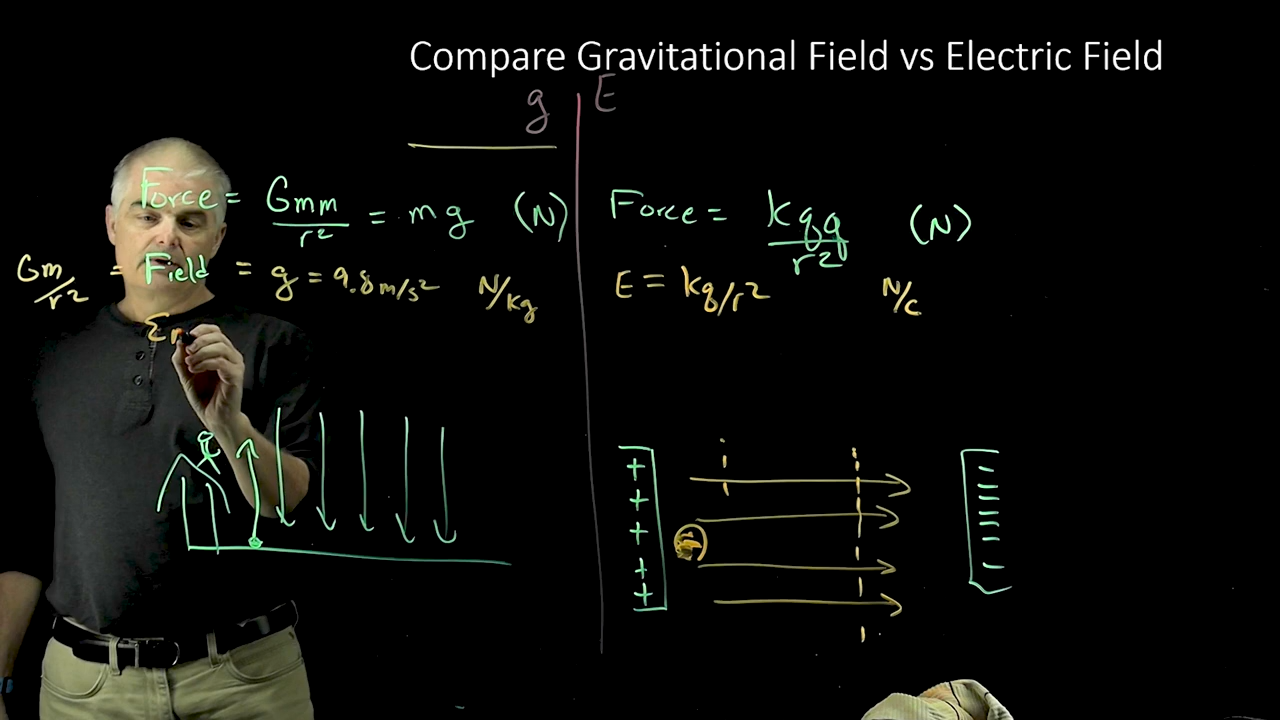 Compare Gravitational Field vs Electric Field
g E
Force = Gmm/r² = mg (N)
Force = kqq/r² (N)
Gm/r² = Field = g = 9.8 m/s² N/kg
E = kq/r² N/C
+ + + + +
- - - - - -